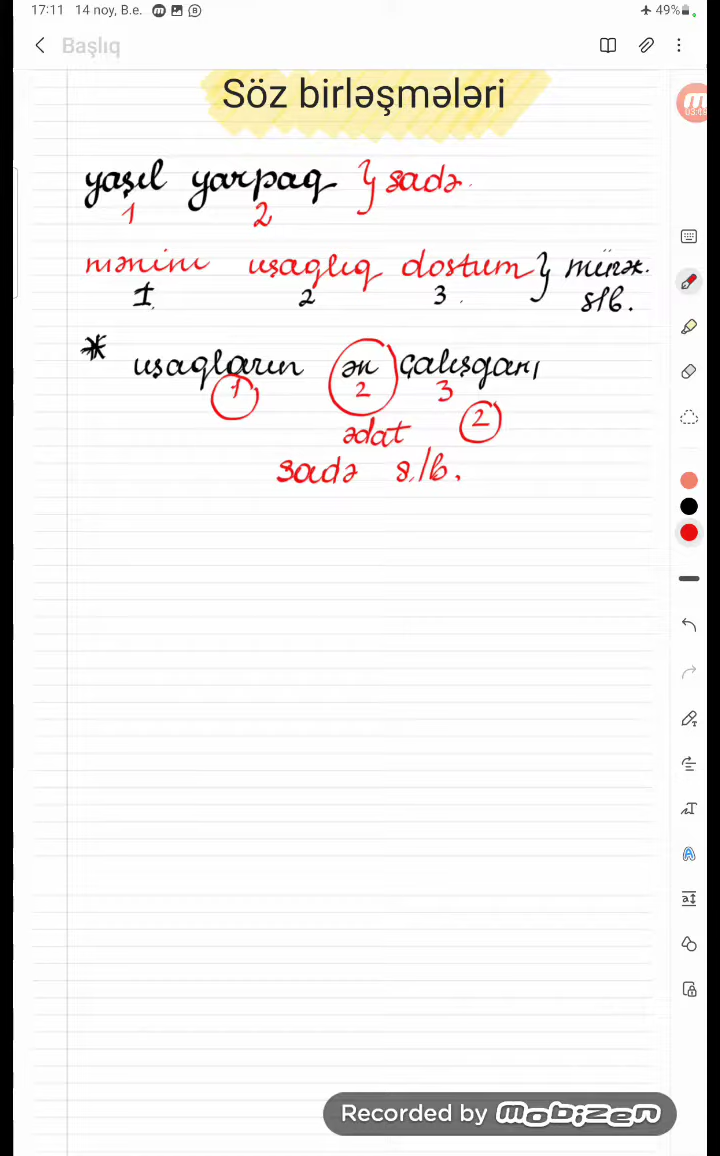 17:11 14 noy, B.e. 49%
Başlıq
Söz birləşmələri
yaşıl yarpaq } sadə.
1 2
mənim uşaqlıq dostum } mürək.
1. 2 3. s/b.
* uşaqların ən çalışqanı
1 2 3
ədat 2
sadə s./b.
Recorded by mobizen